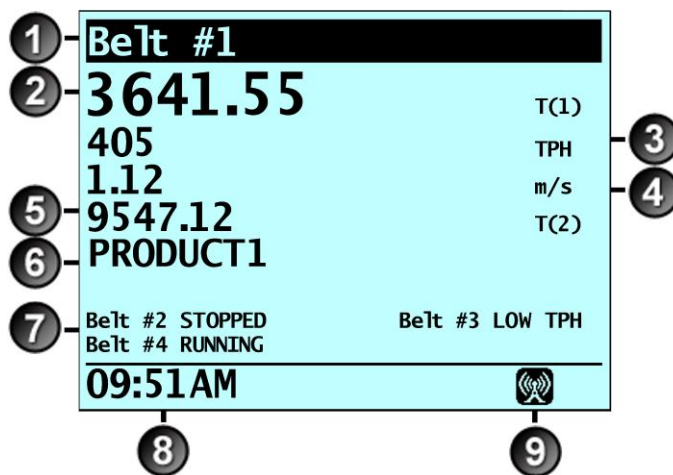 1 Belt #1
2 3641.55 T(1)
405 TPH 3
1.12 m/s 4
5 9547.12 T(2)
6 PRODUCT1
7 Belt #2 STOPPED Belt #3 LOW TPH
Belt #4 RUNNING
09:51AM
8 9